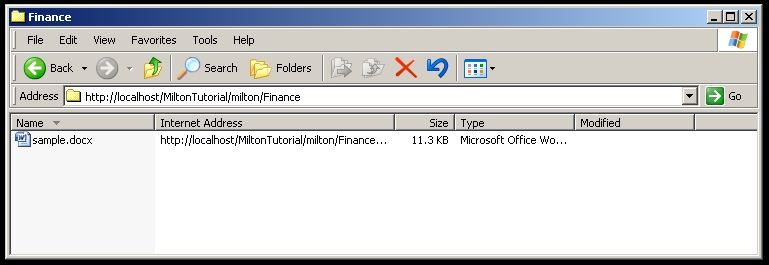 Finance
File Edit View Favorites Tools Help
Back Search Folders
Address http://localhost/MiltonTutorial/milton/Finance Go
Name Internet Address Size Type Modified
sample.docx http://localhost/MiltonTutorial/milton/Finance... 11.3 KB Microsoft Office Wo...